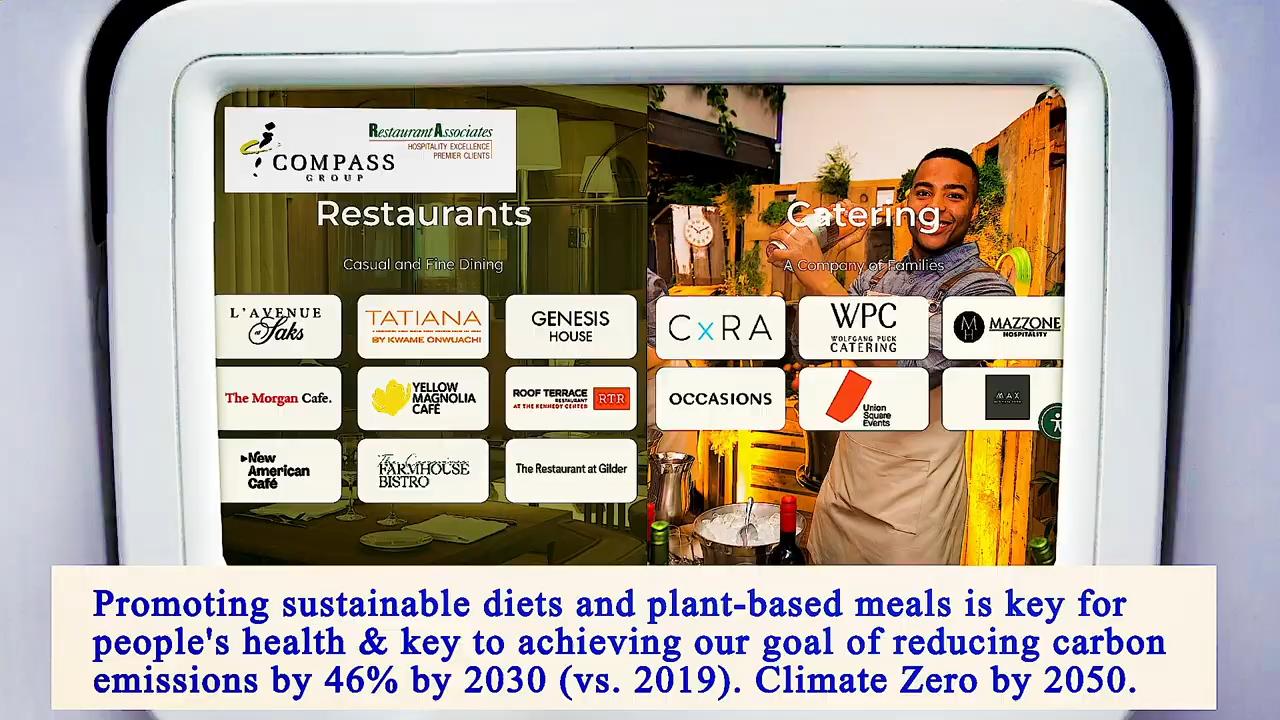 COMPASS
GROUP
Restaurant Associates
HOSPITALITY EXCELLENCE
PREMIER CLIENTS
Restaurants
Casual and Fine Dining
L'AVENUE
Saks
TATIANA
BY KWAME ONWUACHI
GENESIS
HOUSE
The Morgan Cafe.
YELLOW
MAGNOLIA
CAFÉ
ROOF TERRACE
RESTAURANT
AT THE KENNEDY CENTER
RTR
New
American
Café
FARMHOUSE
BISTRO
The Restaurant at Gilder
Catering
A Company of Families
CxRA
WPC
WOLFGANG PUCK
CATERING
MH
MAZZONE
HOSPITALITY
OCCASIONS
Union
Square
Events
MAX
Promoting sustainable diets and plant-based meals is key for
people's health & key to achieving our goal of reducing carbon
emissions by 46% by 2030 (vs. 2019). Climate Zero by 2050.